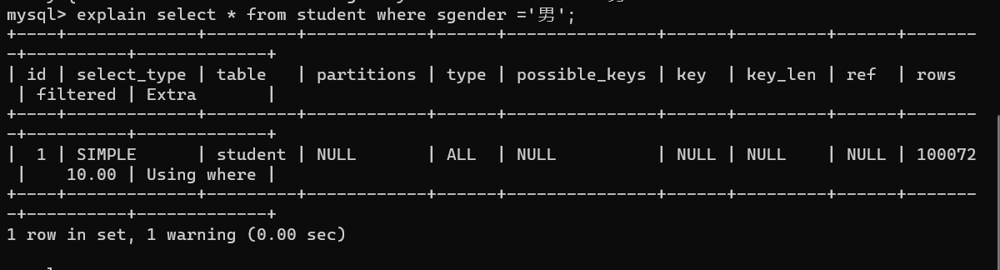 mysql> explain select * from student where sgender ='男';
+----+-------------+---------+------------+------+---------------+------+---------+------+-------
-+----------+-------------+
| id | select_type | table   | partitions | type | possible_keys | key  | key_len | ref  | rows
 | filtered | Extra       |
+----+-------------+---------+------------+------+---------------+------+---------+------+-------
-+----------+-------------+
|  1 | SIMPLE      | student | NULL       | ALL  | NULL          | NULL | NULL    | NULL | 100072
 |    10.00 | Using where |
+----+-------------+---------+------------+------+---------------+------+---------+------+-------
-+----------+-------------+
1 row in set, 1 warning (0.00 sec)